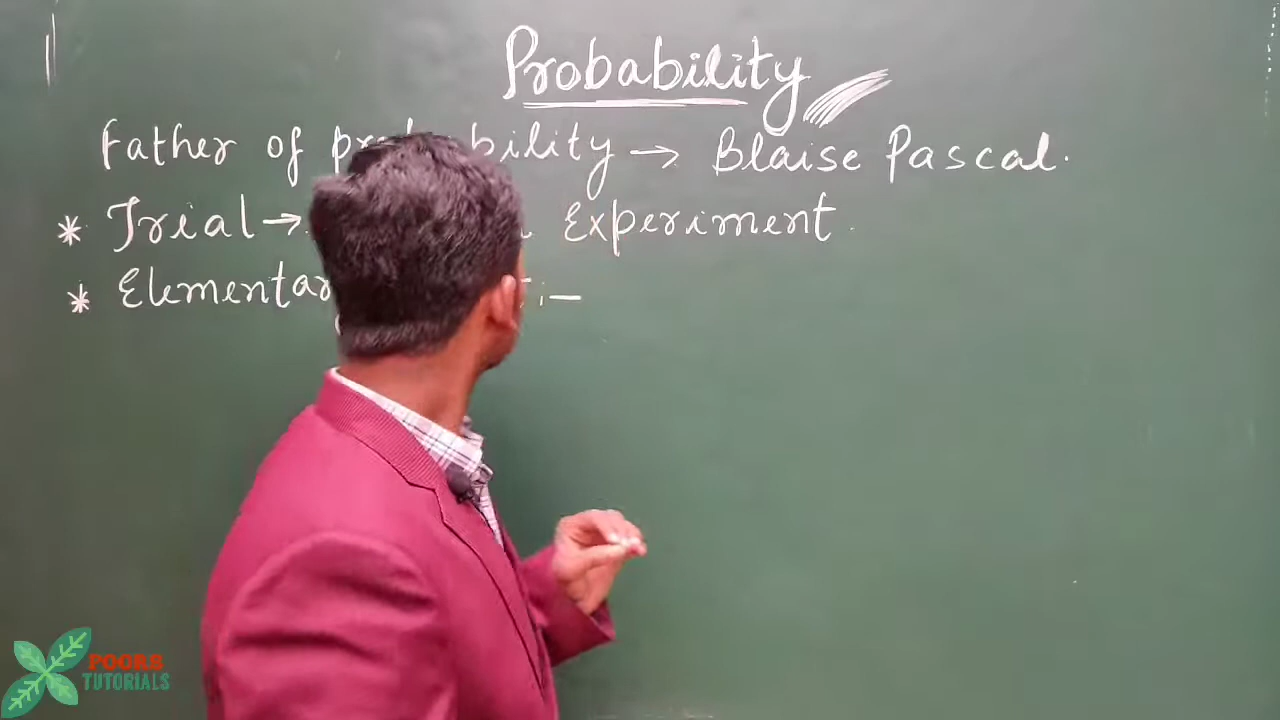 Probability
Father of probability → Blaise Pascal.
* Trial → Experiment.
* Elementary :-
POORB
TUTORIALS